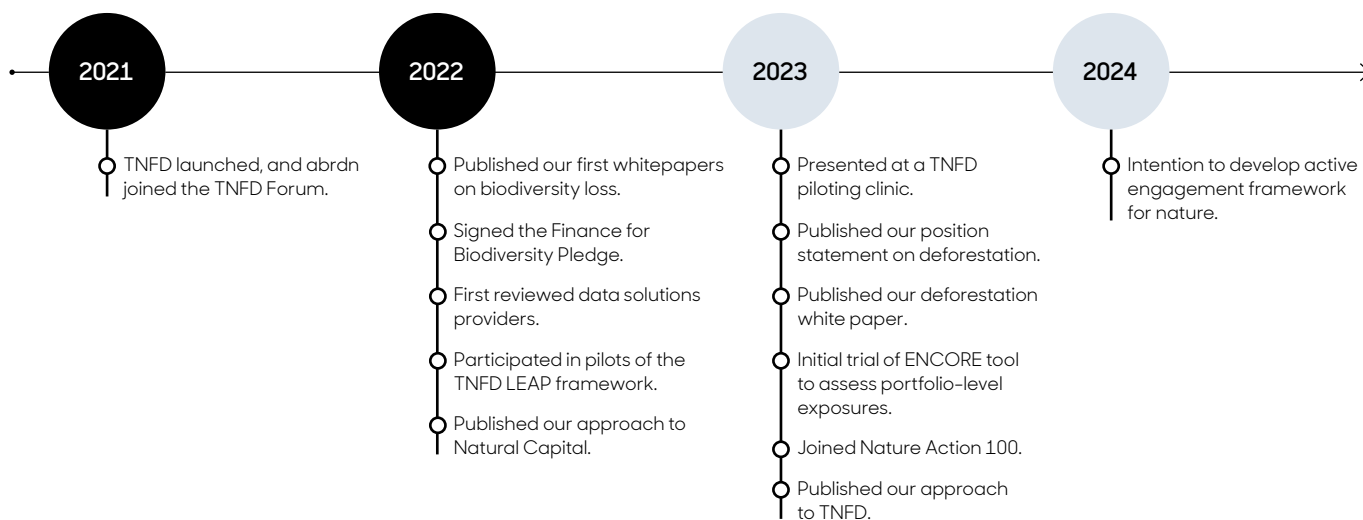 2021
TNFD launched, and abrdn
joined the TNFD Forum.
2022
Published our first whitepapers
on biodiversity loss.
Signed the Finance for
Biodiversity Pledge.
First reviewed data solutions
providers.
Participated in pilots of the
TNFD LEAP framework.
Published our approach to
Natural Capital.
2023
Presented at a TNFD
piloting clinic.
Published our position
statement on deforestation.
Published our deforestation
white paper.
Initial trial of ENCORE tool
to assess portfolio-level
exposures.
Joined Nature Action 100.
Published our approach
to TNFD.
2024
Intention to develop active
engagement framework
for nature.